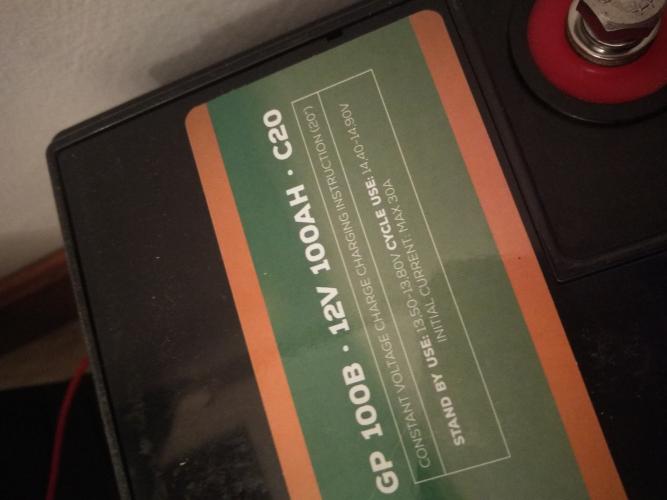 GP 100B · 12V 100AH · C20
CONSTANT VOLTAGE CHARGE CHARGING INSTRUCTION (20°)
STAND BY USE: 13.50-13.80V CYCLE USE: 14.40-14.90V
INITIAL CURRENT: MAX 30A